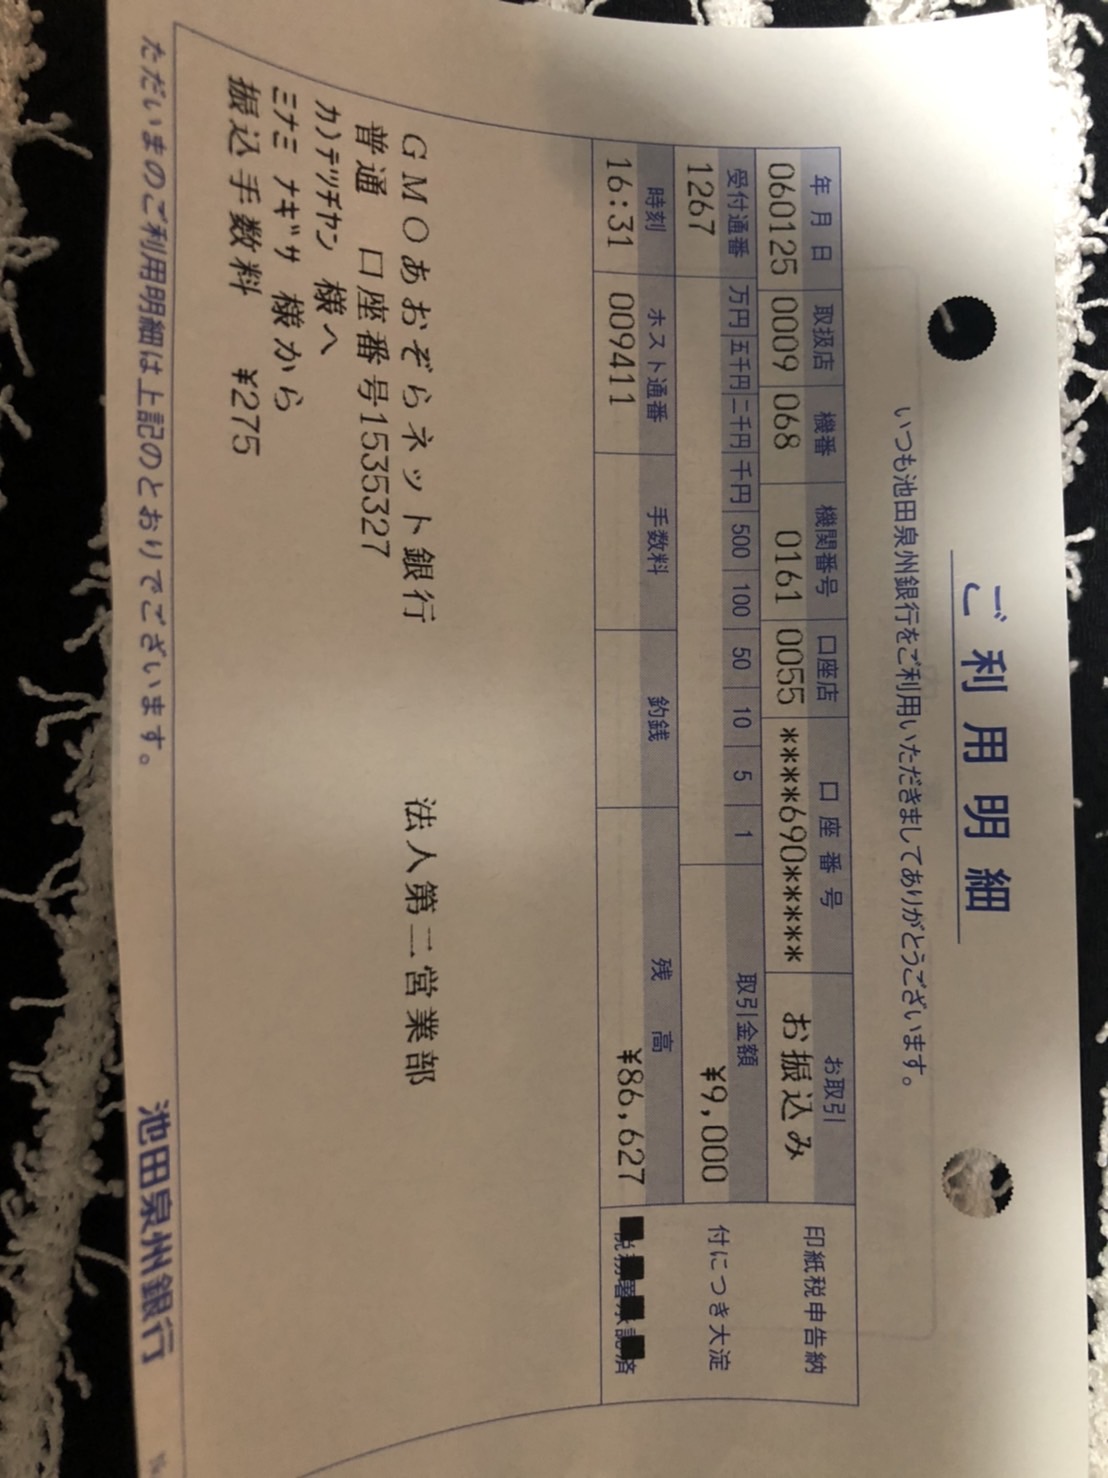 ご利用明細
いつも池田泉州銀行をご利用いただきましてありがとうございます。
年月日 取扱店 機番 機関番号 口座店 口座番号 お取引
060125 0009 068 0161 0055 ****690***** お振込み
印紙税申告納
受付通番 万円 五千円 二千円 千円 500 100 50 10 5 1 取引金額
1267 ¥9,000
付につき大淀
時刻 ホスト通番 手数料 釣銭 残高
16:31 009411 ¥86,627
税務署承認済
GMOあおぞらネット銀行 法人第二営業部
普通 口座番号1535327
カ)テツチヤン 様へ
ミナミ ナギサ 様から
振込手数料 ¥275
ただいまのご利用明細は上記のとおりでございます。
池田泉州銀行